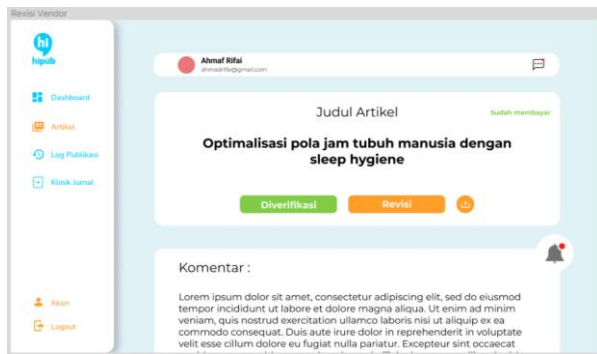 Revisi Vendor
hi
hipub
Ahmaf Rifai
ahmadrifai@gmail.com
Dashboard
Artikel
Log Publikasi
Klinik Jurnal
Judul Artikel
Sudah membayar
Optimalisasi pola jam tubuh manusia dengan
sleep hygiene
Diverifikasi
Revisi
Komentar :
Lorem ipsum dolor sit amet, consectetur adipiscing elit, sed do eiusmod
tempor incididunt ut labore et dolore magna aliqua. Ut enim ad minim
veniam, quis nostrud exercitation ullamco laboris nisi ut aliquip ex ea
commodo consequat. Duis aute irure dolor in reprehenderit in voluptate
velit esse cillum dolore eu fugiat nulla pariatur. Excepteur sint occaecat
Akun
Logout